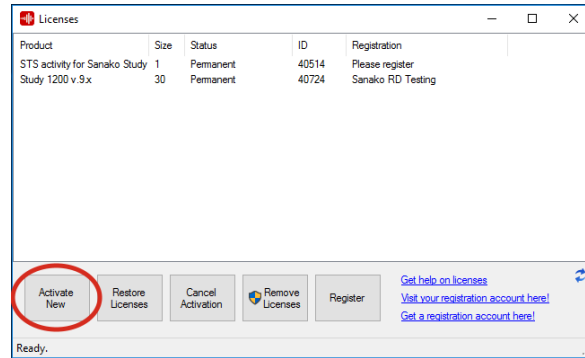 Licenses
Product Size Status ID Registration
STS activity for Sanako Study 1 Permanent 40514 Please register
Study 1200 v.9.x 30 Permanent 40724 Sanako RD Testing
Activate New
Restore Licenses
Cancel Activation
Remove Licenses
Register
Get help on licenses
Visit your registration account here!
Get a registration account here!
Ready.